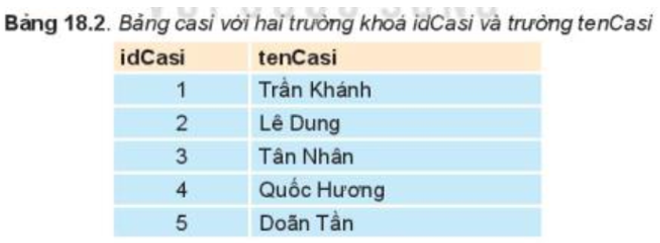 Bảng 18.2. Bảng casi với hai trường khoá idCasi và trường tenCasi
idCasi tenCasi
1 Trần Khánh
2 Lê Dung
3 Tân Nhân
4 Quốc Hương
5 Doãn Tần